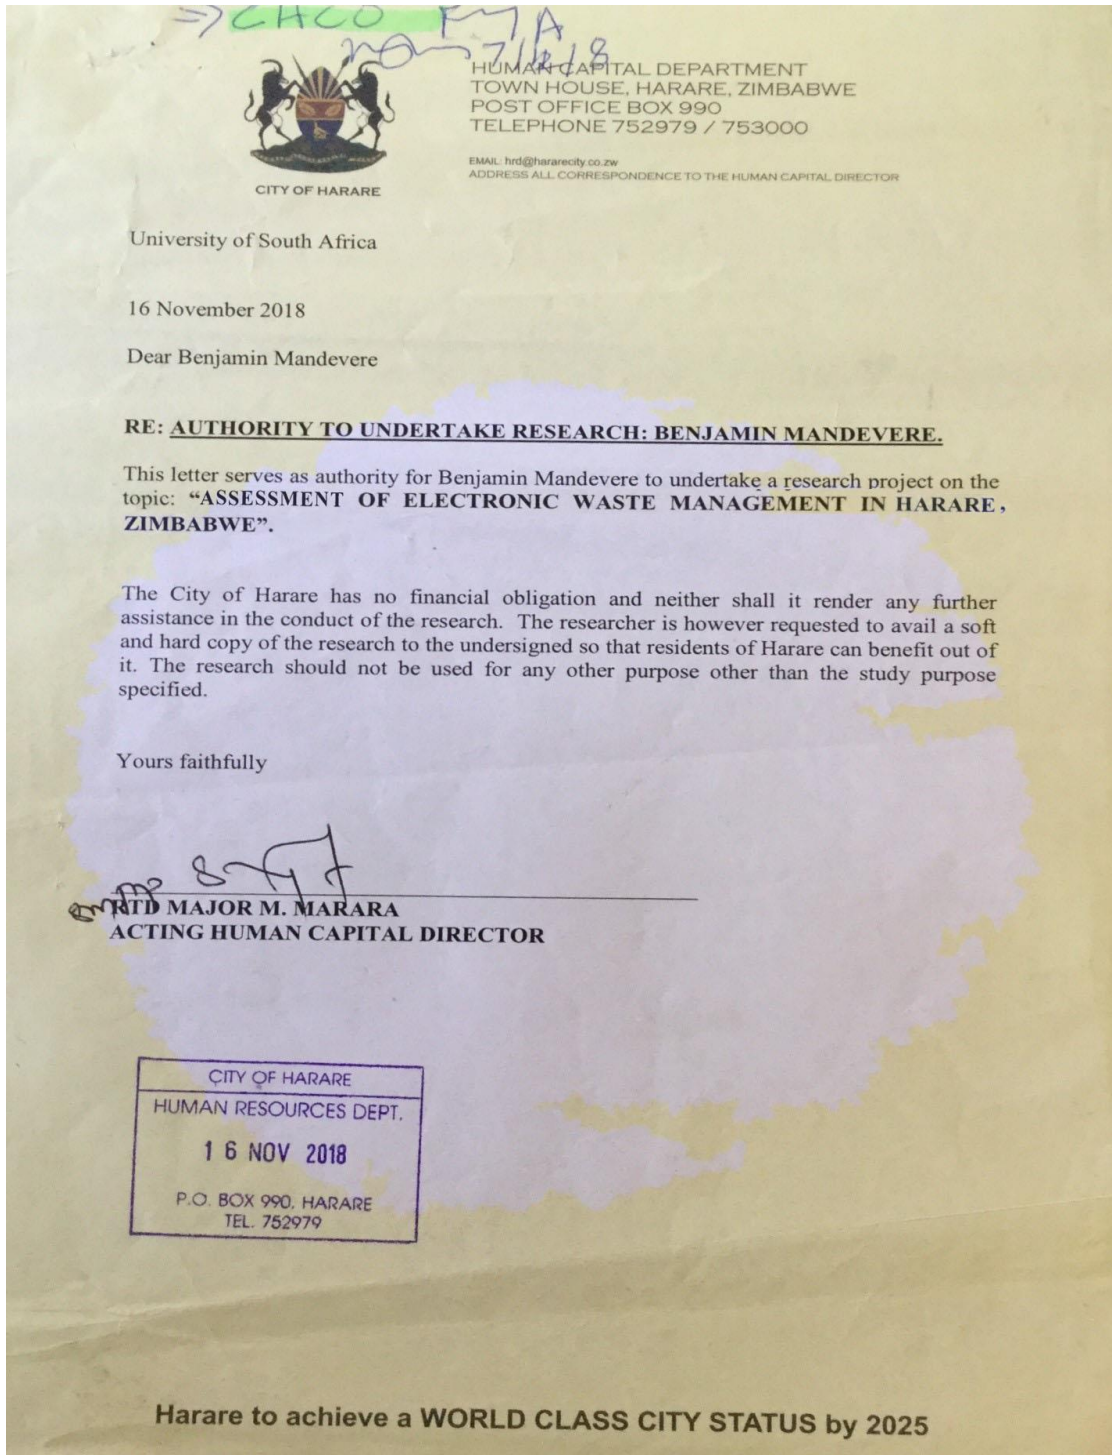 ⇒ CHCO
7/12/8
HUMAN CAPITAL DEPARTMENT
TOWN HOUSE, HARARE, ZIMBABWE
POST OFFICE BOX 990
TELEPHONE 752979 / 753000
EMAIL: hrd@hararecity.co.zw
ADDRESS ALL CORRESPONDENCE TO THE HUMAN CAPITAL DIRECTOR
CITY OF HARARE
University of South Africa
16 November 2018
Dear Benjamin Mandevere
RE: AUTHORITY TO UNDERTAKE RESEARCH: BENJAMIN MANDEVERE.
This letter serves as authority for Benjamin Mandevere to undertake a research project on the
topic: “ASSESSMENT OF ELECTRONIC WASTE MANAGEMENT IN HARARE,
ZIMBABWE”.
The City of Harare has no financial obligation and neither shall it render any further
assistance in the conduct of the research. The researcher is however requested to avail a soft
and hard copy of the research to the undersigned so that residents of Harare can benefit out of
it. The research should not be used for any other purpose other than the study purpose
specified.
Yours faithfully
RTD MAJOR M. MARARA
ACTING HUMAN CAPITAL DIRECTOR
CITY OF HARARE
HUMAN RESOURCES DEPT.
16 NOV 2018
P.O. BOX 990, HARARE
TEL. 752979
Harare to achieve a WORLD CLASS CITY STATUS by 2025